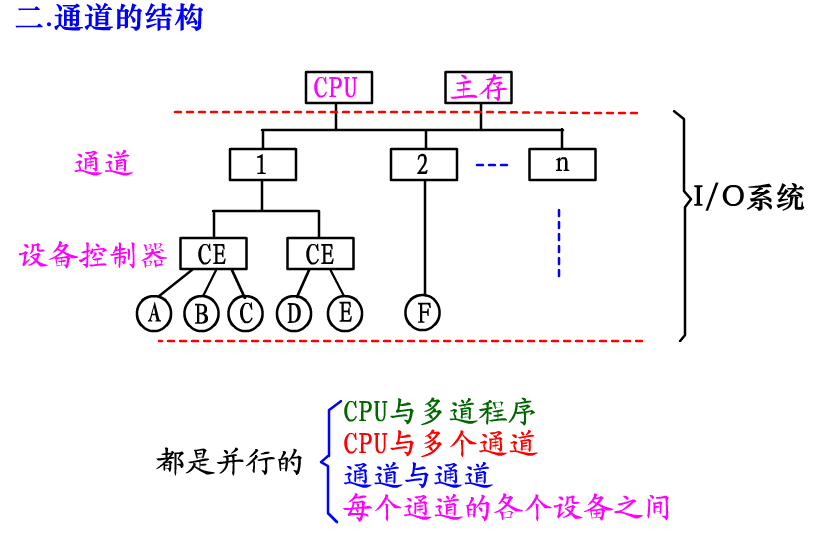 二.通道的结构
CPU 主存
通道 1 2 n
I/O系统
设备控制器 CE CE
A B C D E F
都是并行的
CPU与多道程序
CPU与多个通道
通道与通道
每个通道的各个设备之间